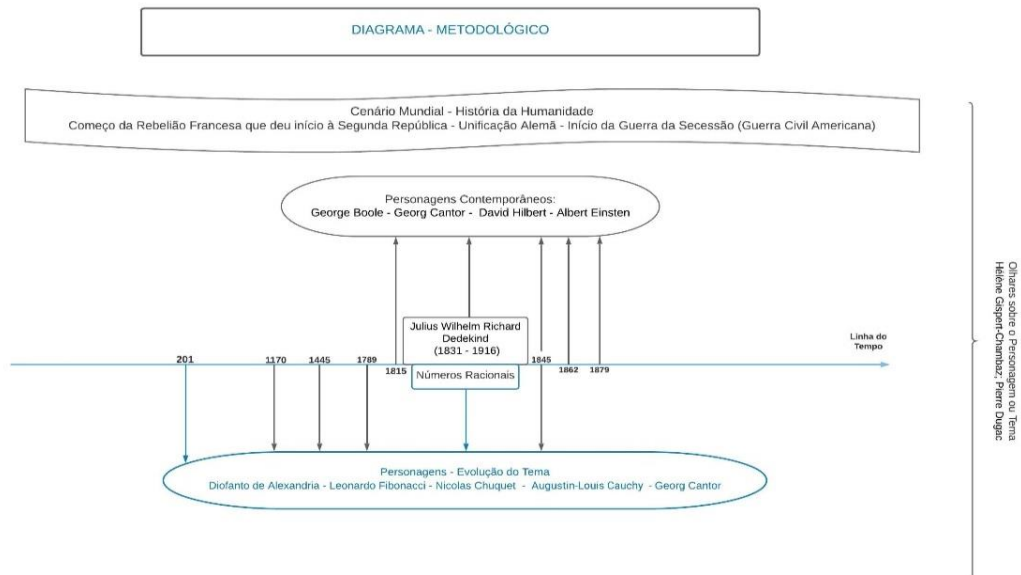 DIAGRAMA - METODOLÓGICO
Cenário Mundial - História da Humanidade
Começo da Rebelião Francesa que deu início à Segunda República - Unificação Alemã - Início da Guerra da Secessão (Guerra Civil Americana)
Personagens Contemporâneos:
George Boole - Georg Cantor - David Hilbert - Albert Einsten
Julius Wilhelm Richard
Dedekind
(1831 - 1916)
Linha do
Tempo
201
1170
1445
1789
1815
1845
1862
1879
Números Racionais
Personagens - Evolução do Tema
Diofanto de Alexandria - Leonardo Fibonacci - Nicolas Chuquet - Augustin-Louis Cauchy - Georg Cantor
Olhares sobre o Personagem ou Tema
Hélène Gispert-Chambaz; Pierre Dugac